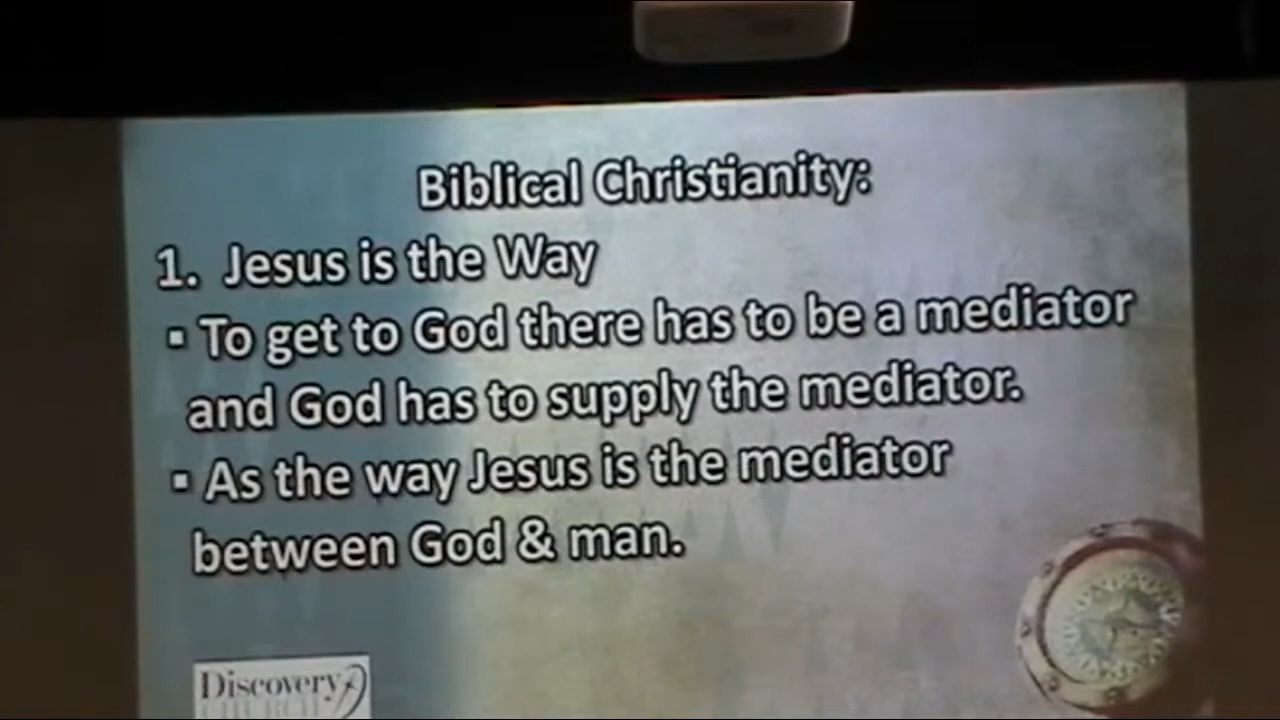 Biblical Christianity:
1. Jesus is the Way
▪ To get to God there has to be a mediator
and God has to supply the mediator.
▪ As the way Jesus is the mediator
between God & man.
Discovery
CHURCH